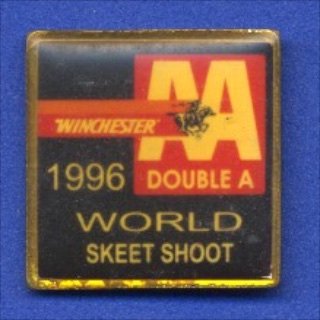 AA
WINCHESTER
1996 DOUBLE A
WORLD
SKEET SHOOT